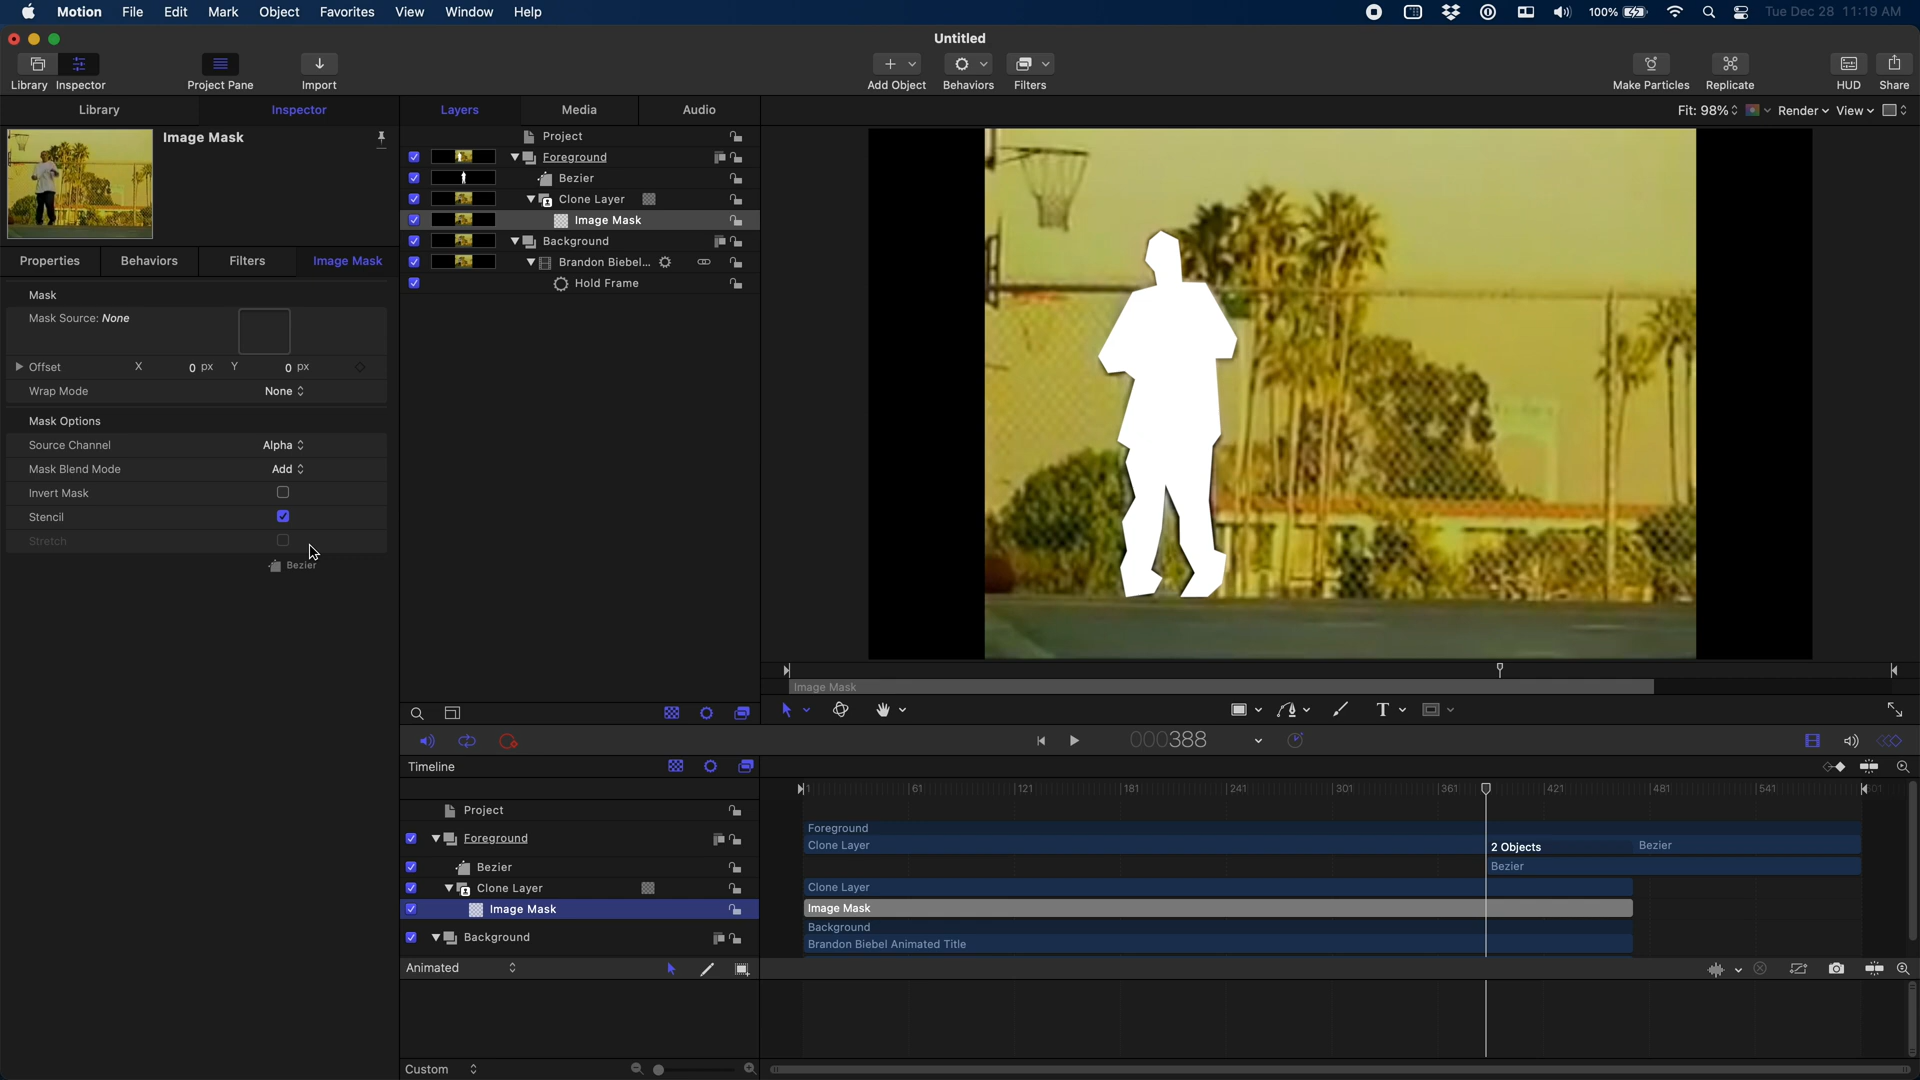 Motion File Edit Mark Object Favorites View Window Help
100% Tue Dec 28 11:19 AM
Untitled
Library Inspector Project Pane Import Add Object Behaviors Filters Make Particles Replicate HUD Share
Library Inspector Layers Media Audio Fit: 98% Render View
Image Mask
Properties Behaviors Filters Image Mask
Mask
Mask Source: None
Offset X 0 px Y 0 px
Wrap Mode None
Mask Options
Source Channel Alpha
Mask Blend Mode Add
Invert Mask
Stencil
Stretch
Bezier
Project
Foreground
Bezier
Clone Layer
Image Mask
Background
Brandon Biebel...
Hold Frame
Image Mask
T
000388
Timeline
1 61 121 181 241 301 361 421 481 541 601
Project
Foreground
Bezier
Clone Layer
Image Mask
Background
Foreground
Clone Layer 2 Objects Bezier
Bezier
Clone Layer
Image Mask
Background
Brandon Biebel Animated Title
Animated
Custom